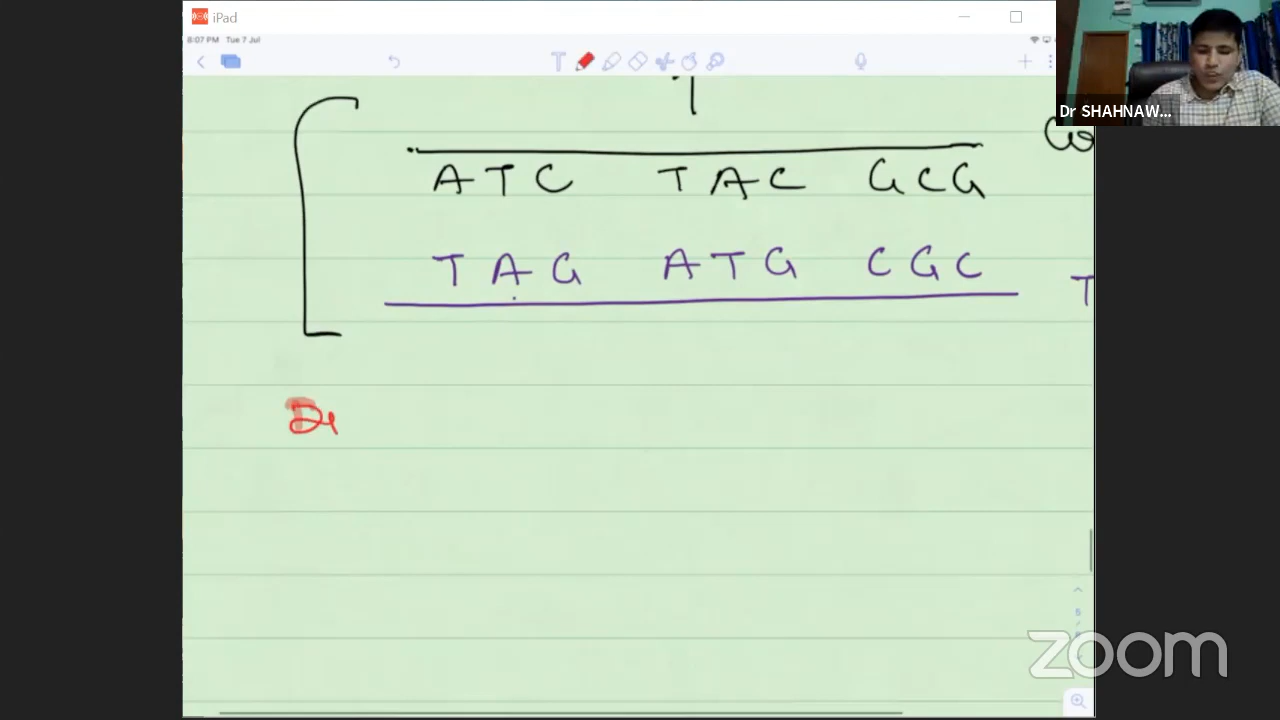 iPad
8:07 PM Tue 7 Jul
Dr SHAHNAW...
ATC TAC GCG
TAG ATG CGC
T
zoom